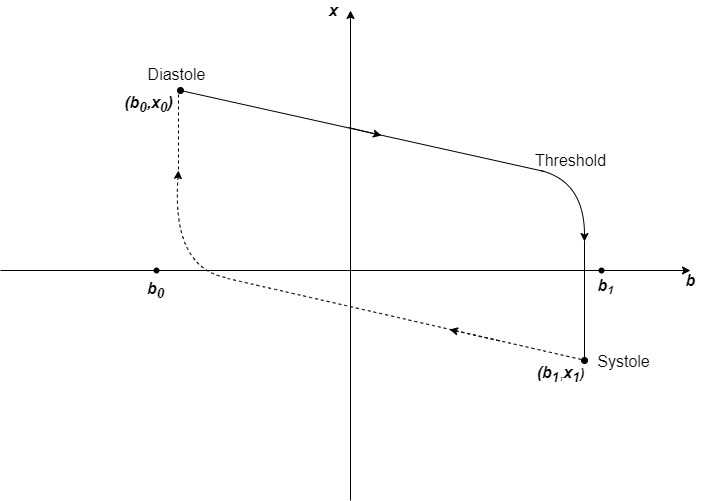 x
Diastole
(b0,x0)
Threshold
b0
b1
b
Systole
(b1,x1)